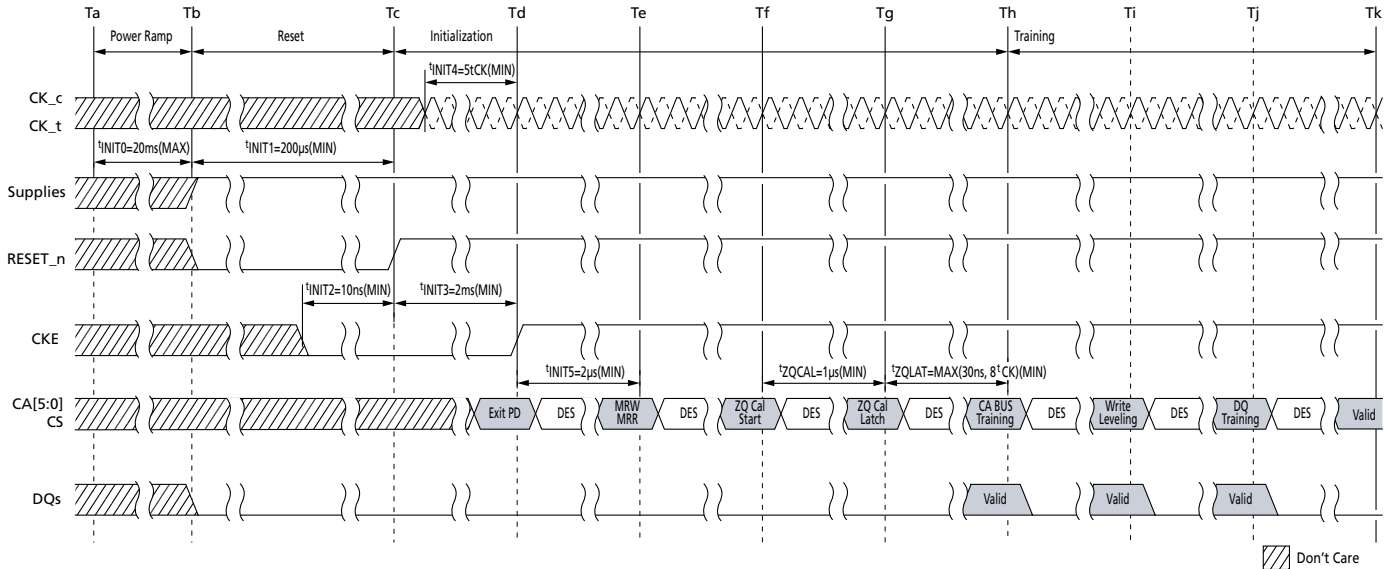 Ta Tb Tc Td Te Tf Tg Th Ti Tj Tk
Power Ramp Reset Initialization Training
tINIT4=5tCK(MIN)
CK_c
CK_t
tINIT0=20ms(MAX) tINIT1=200µs(MIN)
Supplies
RESET_n
tINIT2=10ns(MIN) tINIT3=2ms(MIN)
CKE
tINIT5=2µs(MIN) tZQCAL=1µs(MIN) tZQLAT=MAX(30ns, 8tCK)(MIN)
CA[5:0]
CS
Exit PD DES
MRW
MRR
DES
ZQ Cal
Start
DES
ZQ Cal
Latch
DES
CA BUS
Training
DES
Write
Leveling
DES
DQ
Training
DES
Valid
DQs
Valid Valid Valid
Don't Care